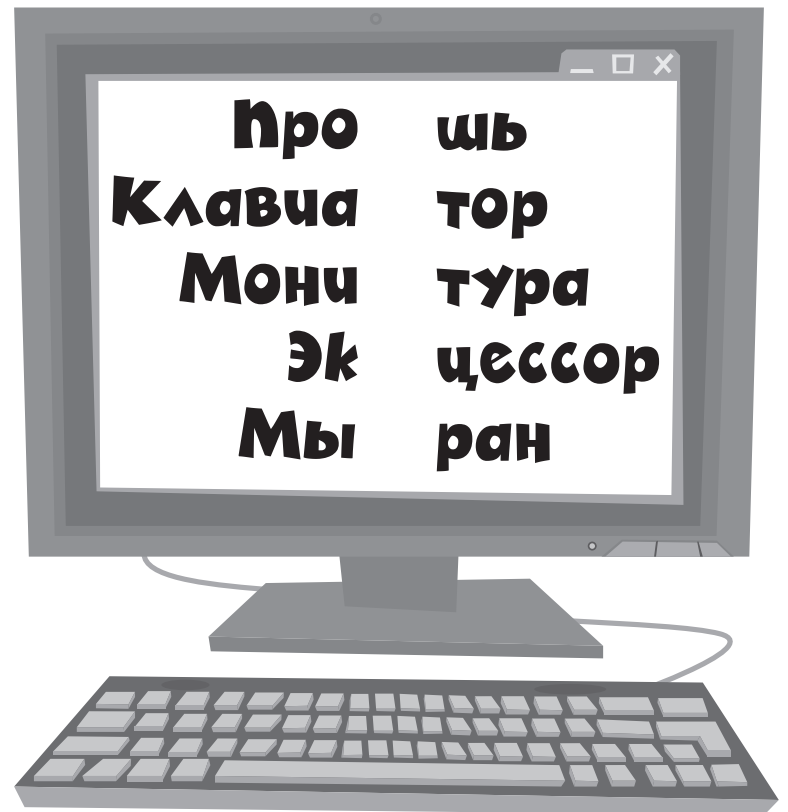 Про шь
Клавиа тор
Мони тура
Эк цессор
Мы ран